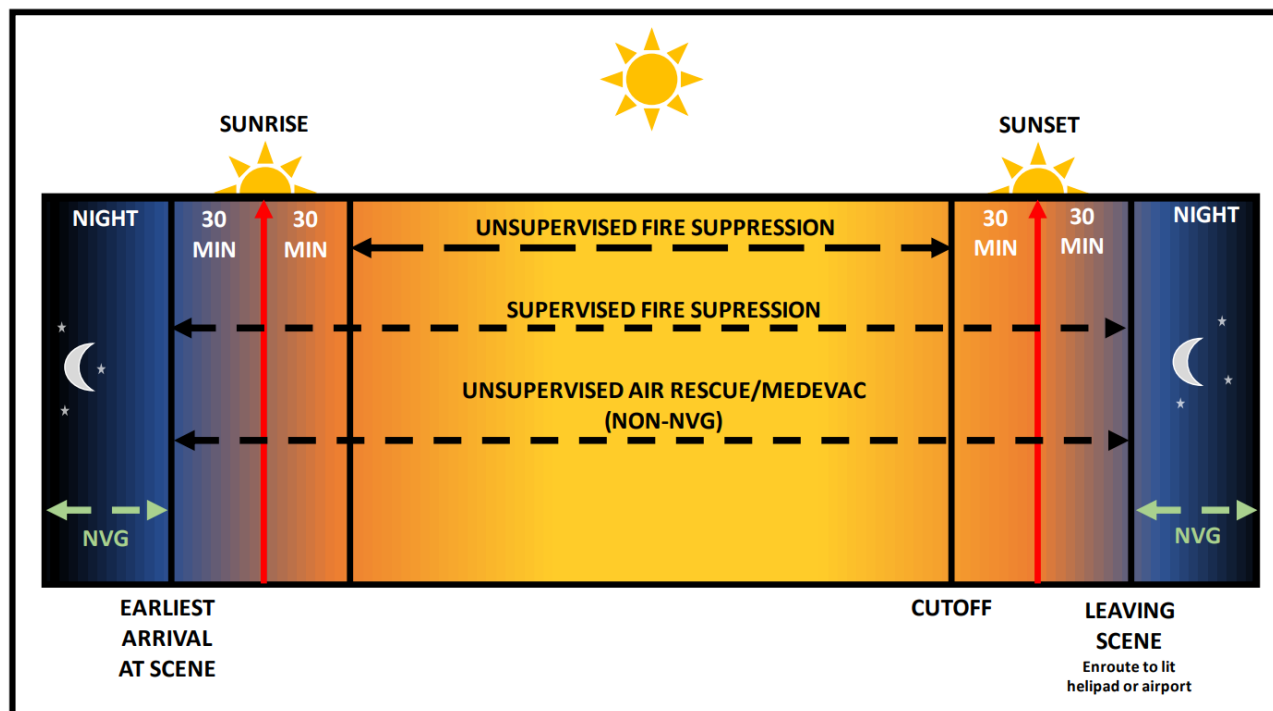 SUNRISE
SUNSET
NIGHT
30
MIN
30
MIN
UNSUPERVISED FIRE SUPPRESSION
30
MIN
30
MIN
NIGHT
SUPERVISED FIRE SUPRESSION
UNSUPERVISED AIR RESCUE/MEDEVAC
(NON-NVG)
NVG
NVG
EARLIEST
ARRIVAL
AT SCENE
CUTOFF
LEAVING
SCENE
Enroute to lit
helipad or airport